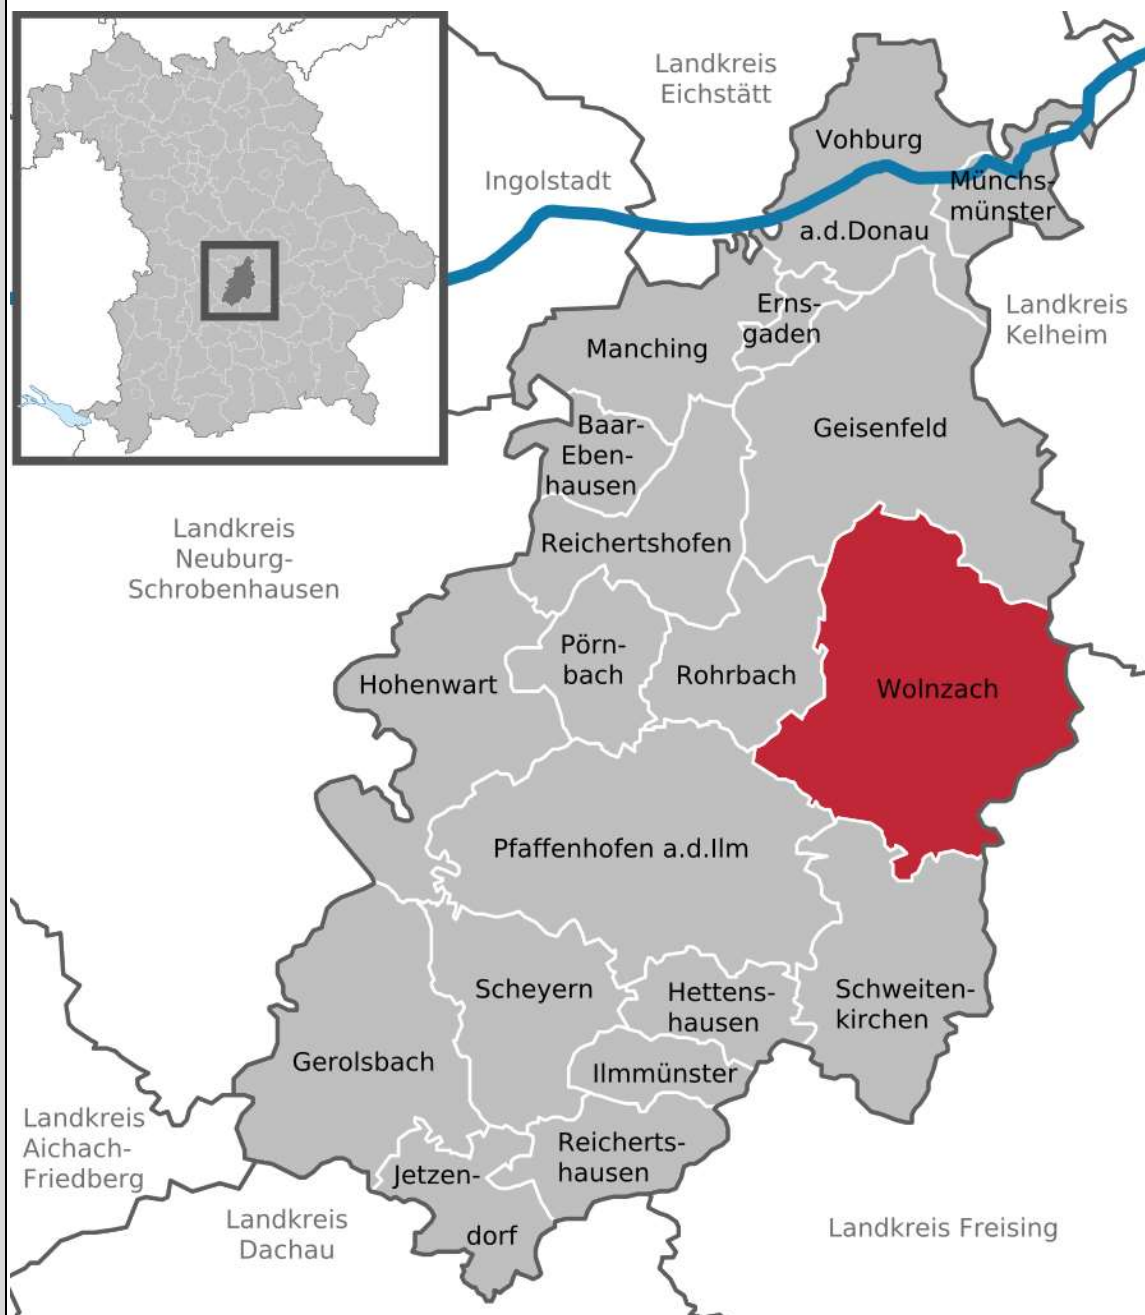 Landkreis
Eichstätt
Vohburg
Ingolstadt
Münchs-
münster
a.d.Donau
Erns-
gaden
Landkreis
Kelheim
Manching
Baar-
Eben-
hausen
Geisenfeld
Landkreis
Neuburg-
Schrobenhausen
Reichertshofen
Pörn-
bach
Rohrbach
Hohenwart
Wolnzach
Pfaffenhofen a.d.Ilm
Scheyern
Hettens-
hausen
Schweiten-
kirchen
Gerolsbach
Ilmmünster
Landkreis
Aichach-
Friedberg
Reicherts-
hausen
Jetzen-
dorf
Landkreis
Dachau
Landkreis Freising